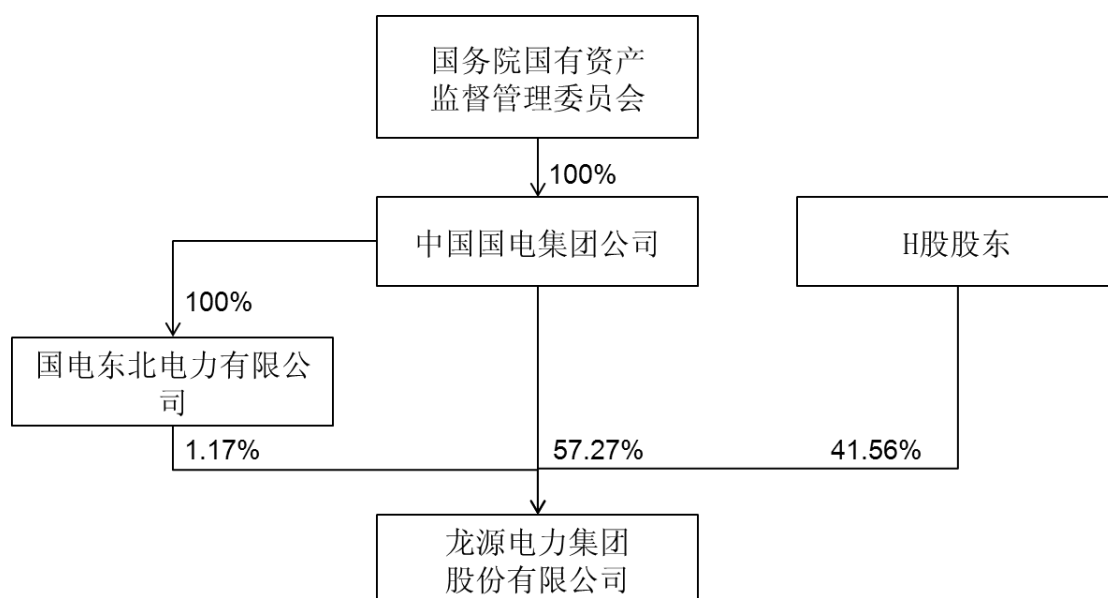 国务院国有资产
监督管理委员会
100%
中国国电集团公司
H股股东
100%
国电东北电力有限公
司
1.17%
57.27%
41.56%
龙源电力集团
股份有限公司